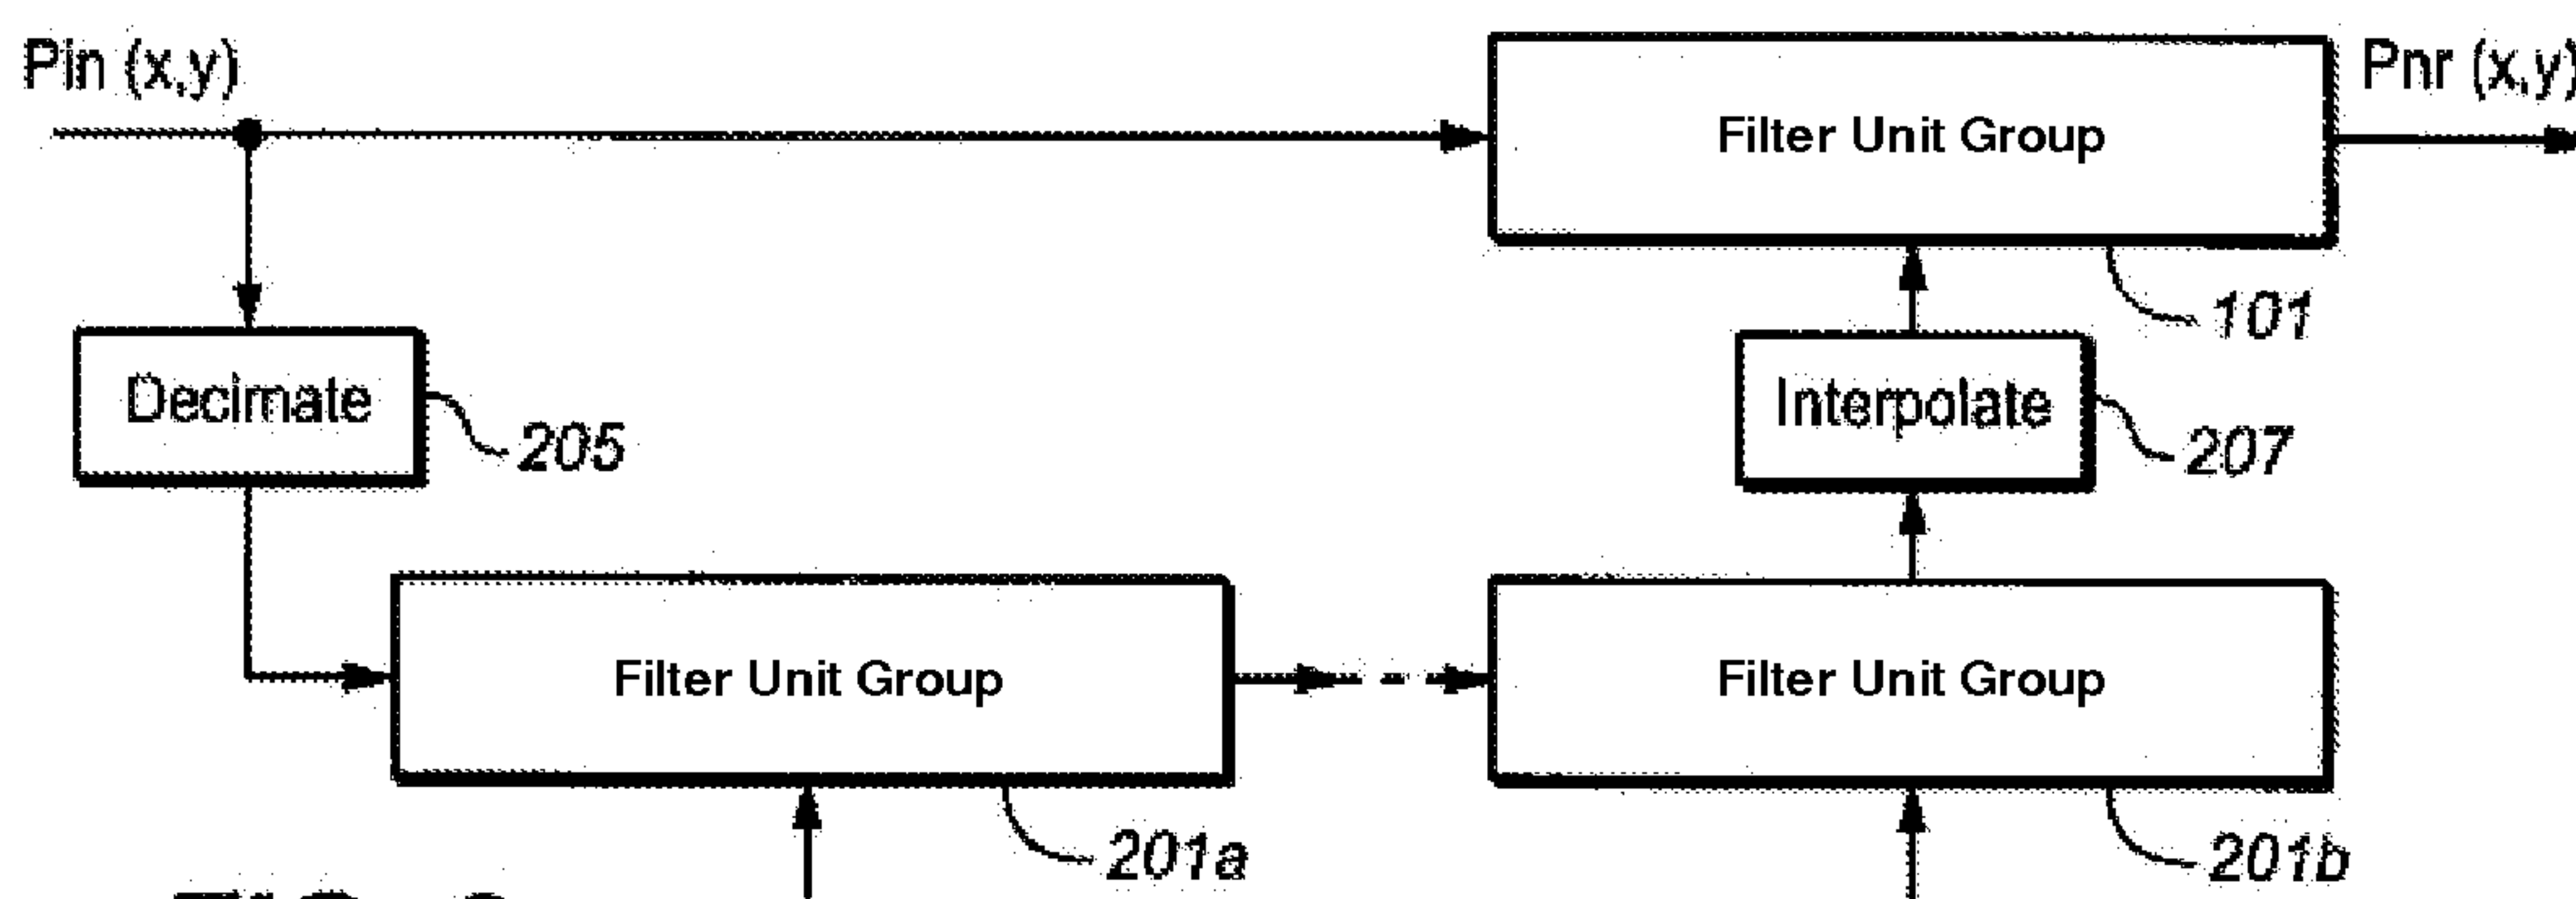 Pin (x,y)
Filter Unit Group
Pnr (x,y)
101
Decimate
205
Interpolate
207
Filter Unit Group
Filter Unit Group
201a
201b